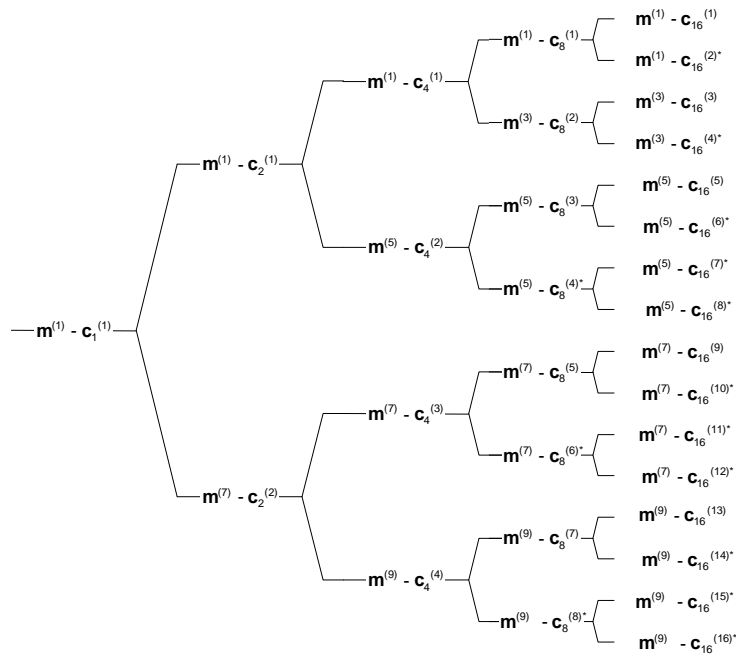 m(1) - c16(1)
m(1) - c8(1)
m(1) - c16(2)*
m(1) - c4(1)
m(3) - c16(3)
m(3) - c8(2)
m(3) - c16(4)*
m(1) - c2(1)
m(5) - c16(5)
m(5) - c8(3)
m(5) - c16(6)*
m(5) - c4(2)
m(5) - c16(7)*
m(5) - c8(4)*
m(5) - c16(8)*
m(1) - c1(1)
m(7) - c16(9)
m(7) - c8(5)
m(7) - c16(10)*
m(7) - c4(3)
m(7) - c16(11)*
m(7) - c8(6)*
m(7) - c16(12)*
m(7) - c2(2)
m(9) - c16(13)
m(9) - c8(7)
m(9) - c16(14)*
m(9) - c4(4)
m(9) - c16(15)*
m(9) - c8(8)*
m(9) - c16(16)*